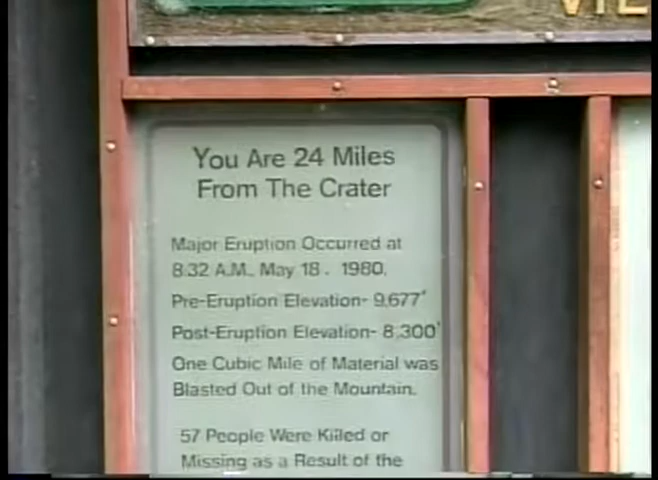 VIE
You Are 24 Miles
From The Crater
Major Eruption Occurred at
8:32 A.M., May 18, 1980.
Pre-Eruption Elevation- 9,677'
Post-Eruption Elevation- 8,300'
One Cubic Mile of Material was
Blasted Out of the Mountain.
57 People Were Killed or
Missing as a Result of the